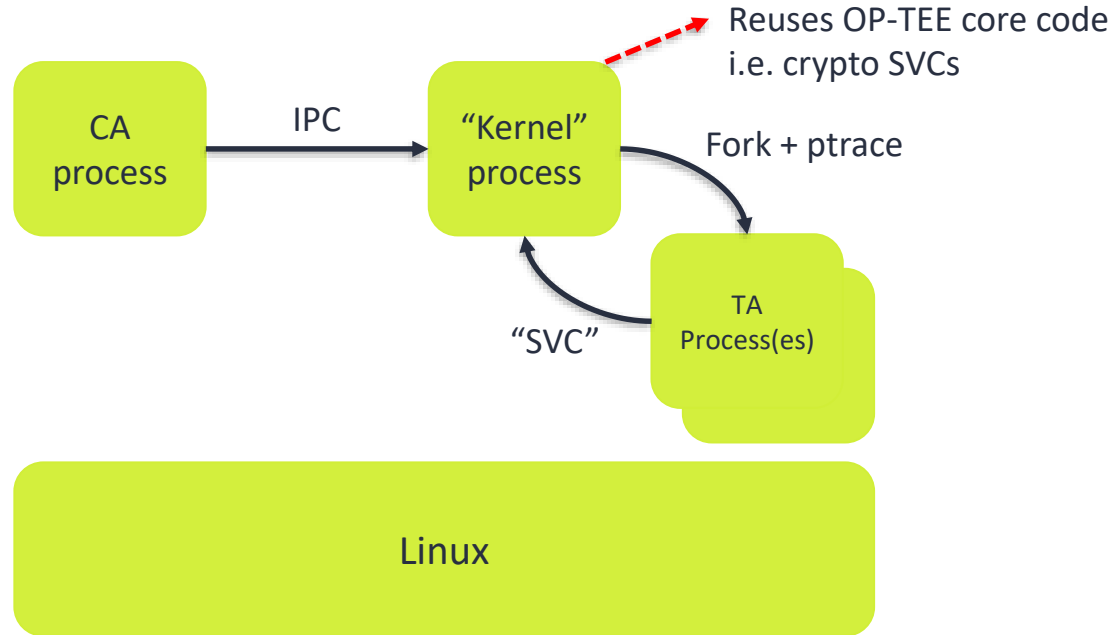 Reuses OP-TEE core code
i.e. crypto SVCs
CA
process
IPC
“Kernel”
process
Fork + ptrace
TA
Process(es)
“SVC”
Linux